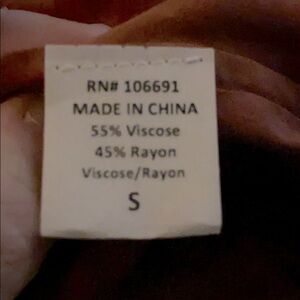 RN# 106691
MADE IN CHINA
55% Viscose
45% Rayon
Viscose/Rayon
S